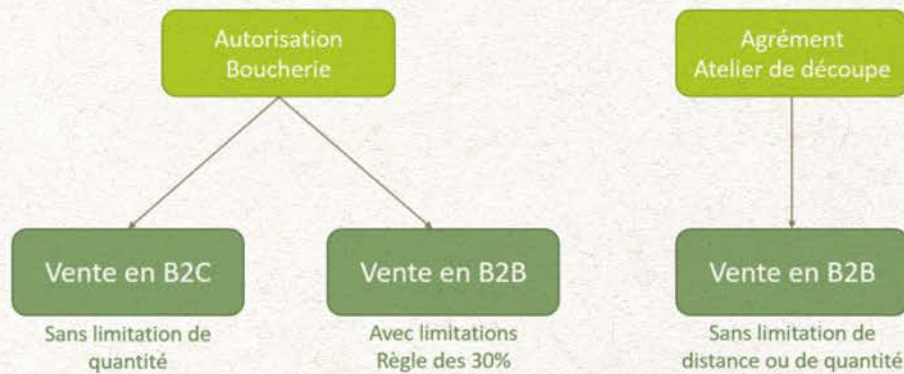 Autorisation
Boucherie
Agrément
Atelier de découpe
Vente en B2C
Vente en B2B
Vente en B2B
Sans limitation de
quantité
Avec limitations
Règle des 30%
Sans limitation de
distance ou de quantité